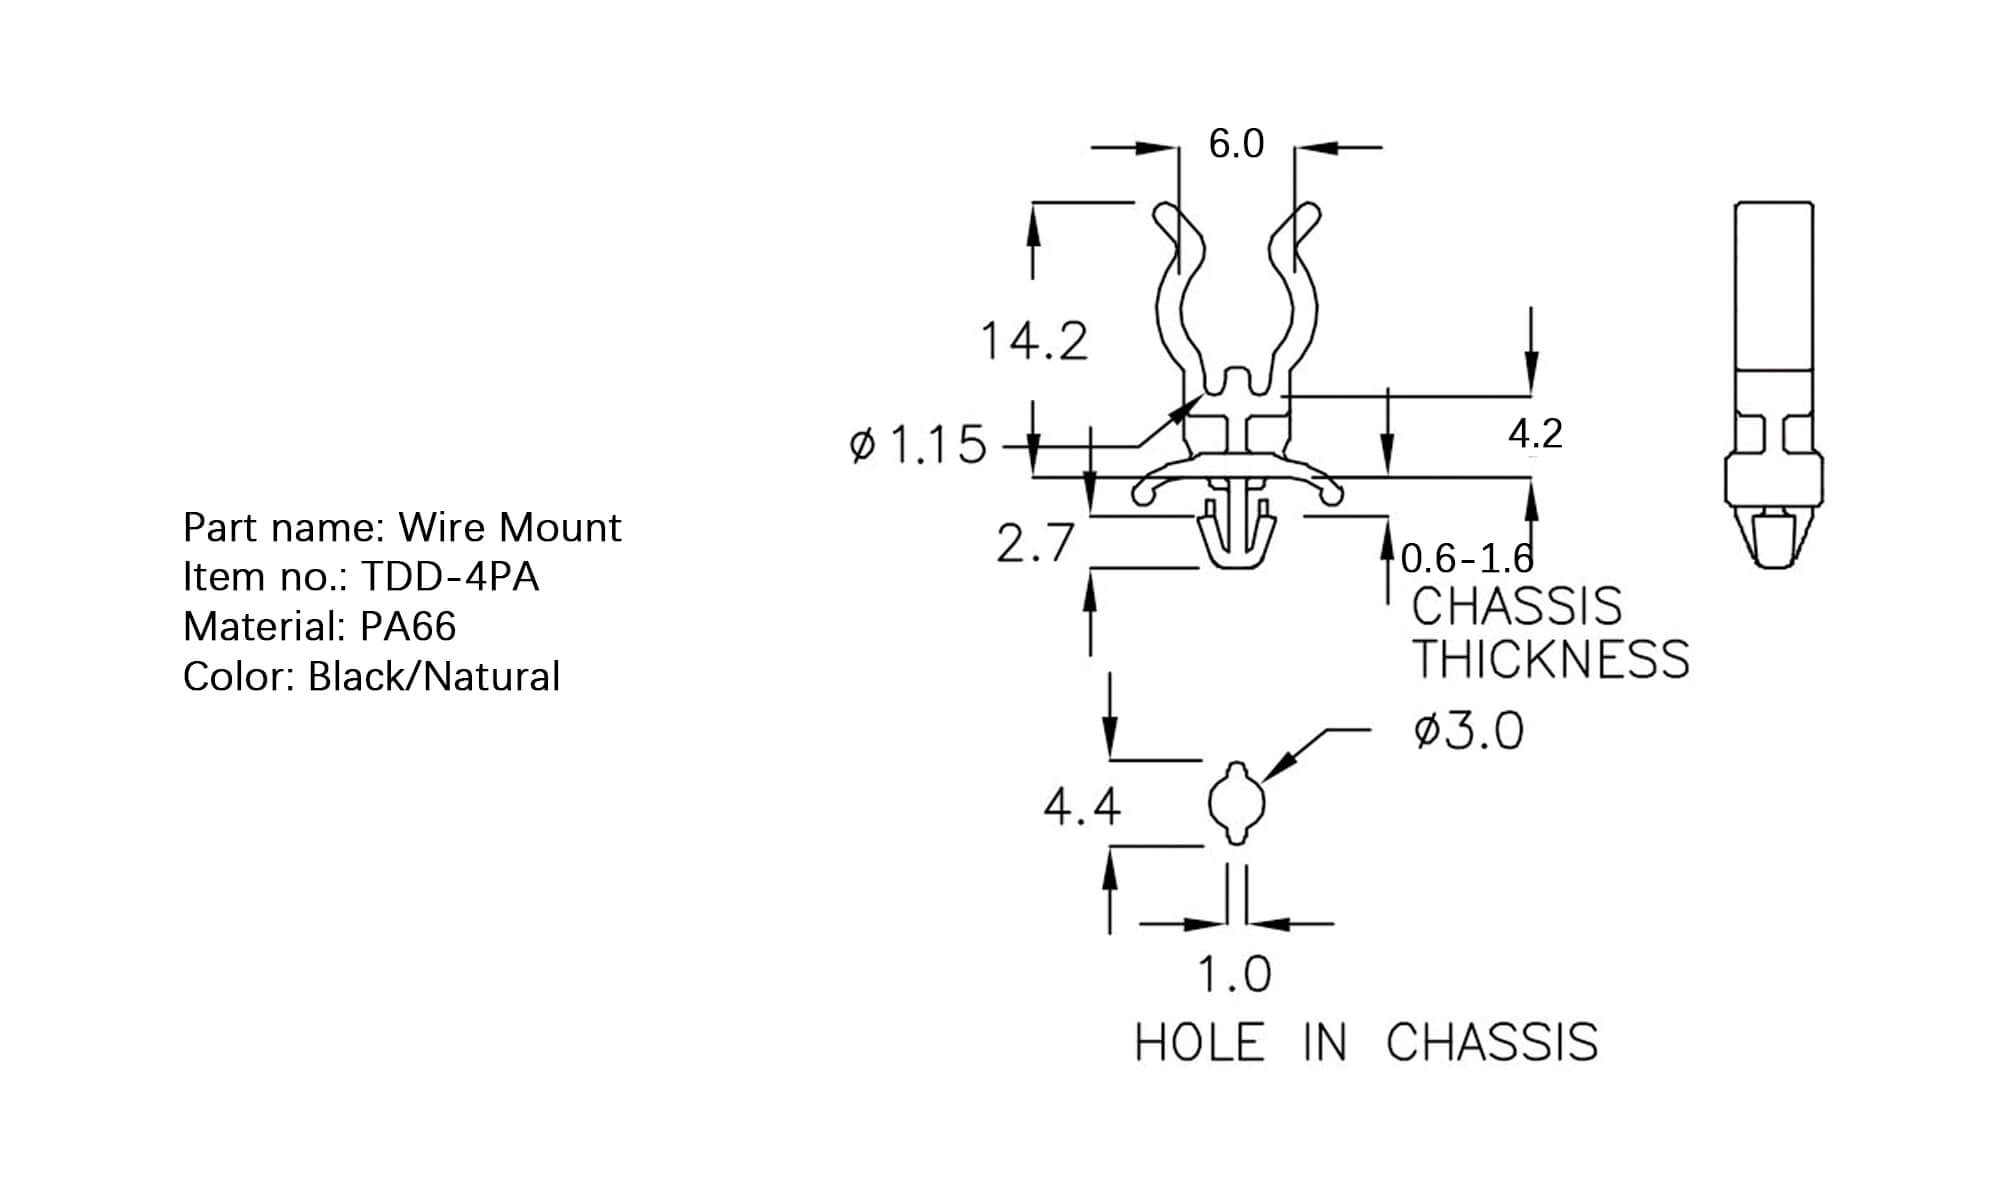 Part name: Wire Mount
Item no.: TDD-4PA
Material: PA66
Color: Black/Natural
6.0
14.2
ø1.15
4.2
2.7
0.6-1.6
CHASSIS
THICKNESS
ø3.0
4.4
1.0
HOLE IN CHASSIS